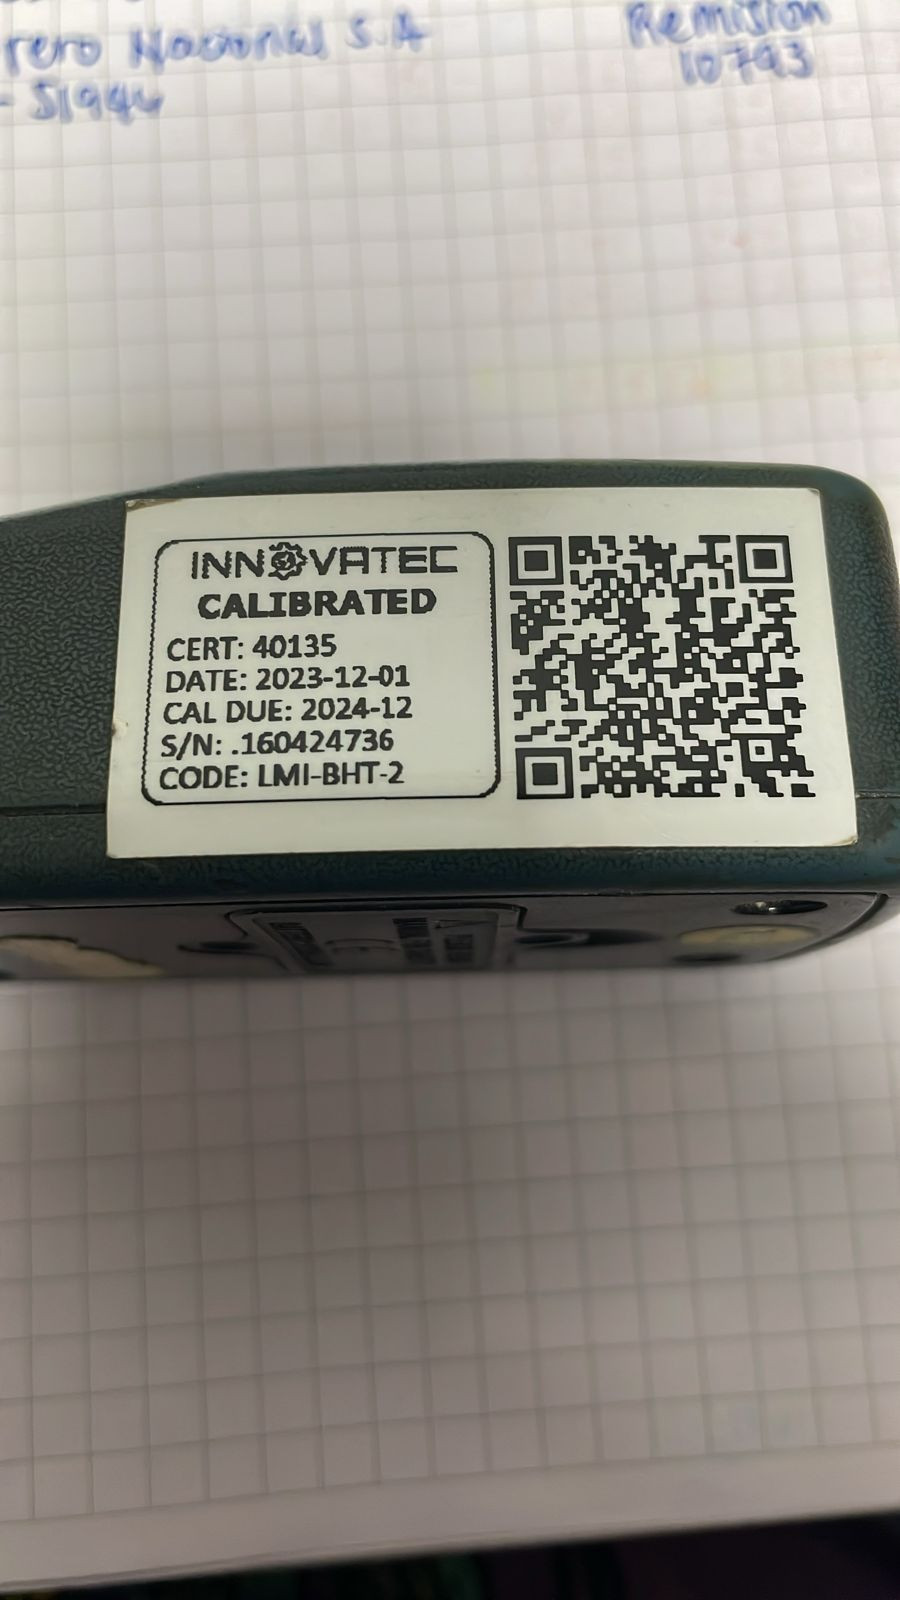 rero Nacional S.A
Remision
- 51944
10793
INNOVATEC
CALIBRATED
CERT: 40135
DATE: 2023-12-01
CAL DUE: 2024-12
S/N: .160424736
CODE: LMI-BHT-2